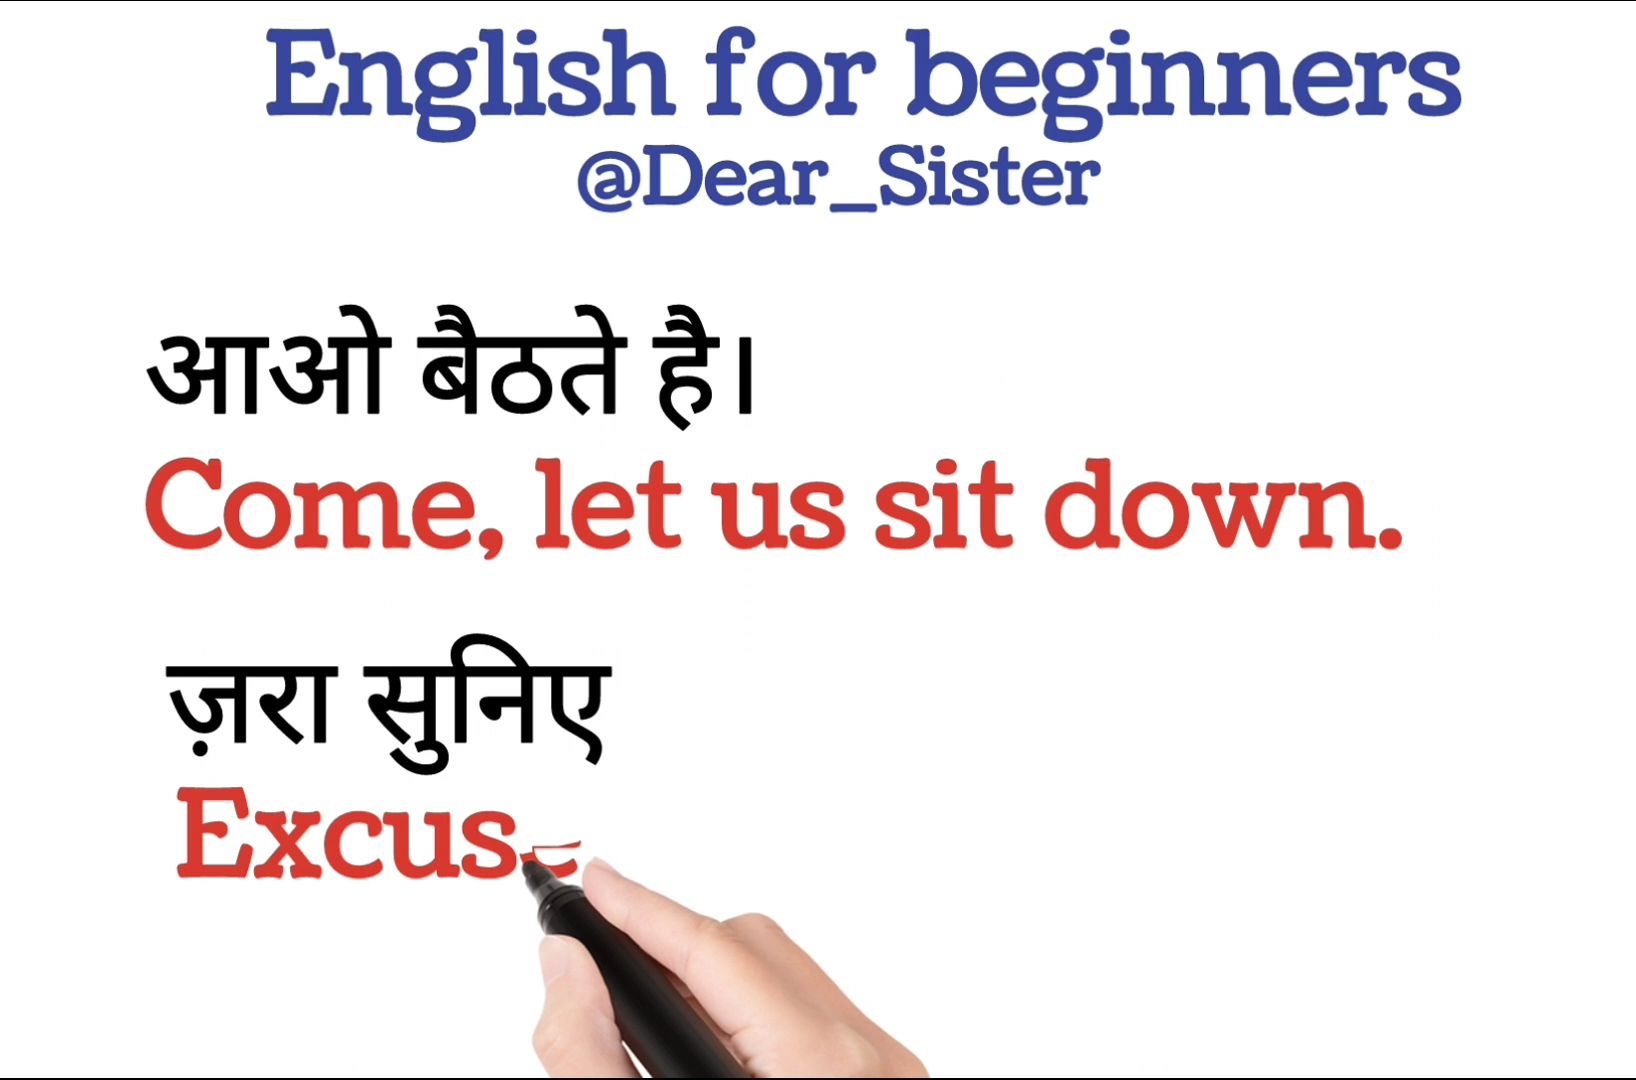 English for beginners
@Dear_Sister
आओ बैठते है।
Come, let us sit down.
ज़रा सुनिए
Excus